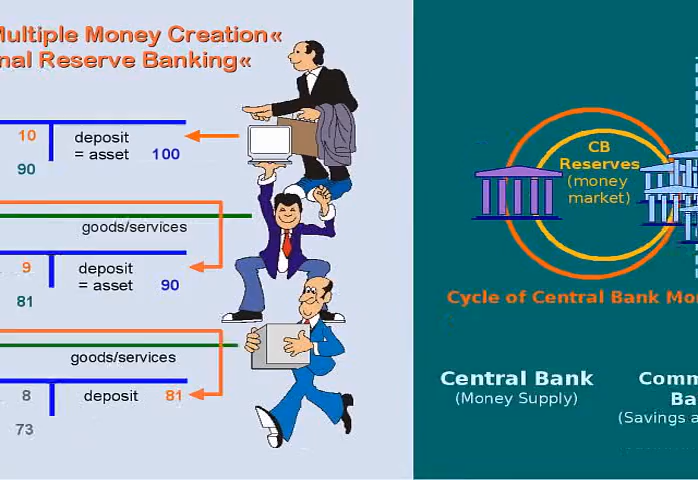 Multiple Money Creation«
nal Reserve Banking«
10
deposit
= asset 100
90
goods/services
9
deposit
= asset 90
81
goods/services
8 deposit 81
73
CB
Reserves
(money
market)
Cycle of Central Bank Mo
Central Bank
(Money Supply)
Comm
Ba
(Savings a